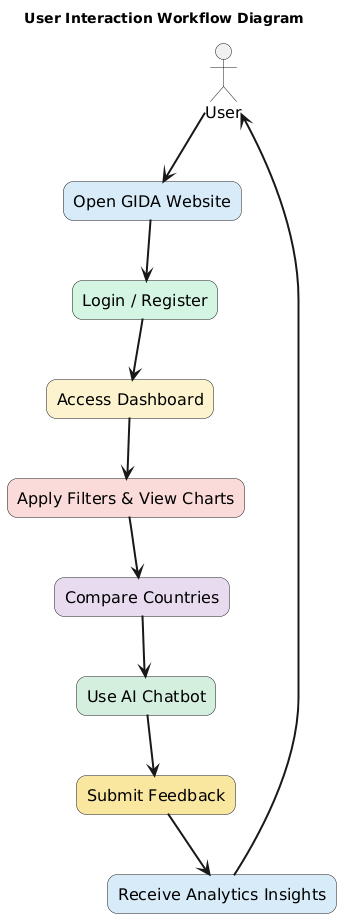 User Interaction Workflow Diagram
User
Open GIDA Website
Login / Register
Access Dashboard
Apply Filters & View Charts
Compare Countries
Use AI Chatbot
Submit Feedback
Receive Analytics Insights